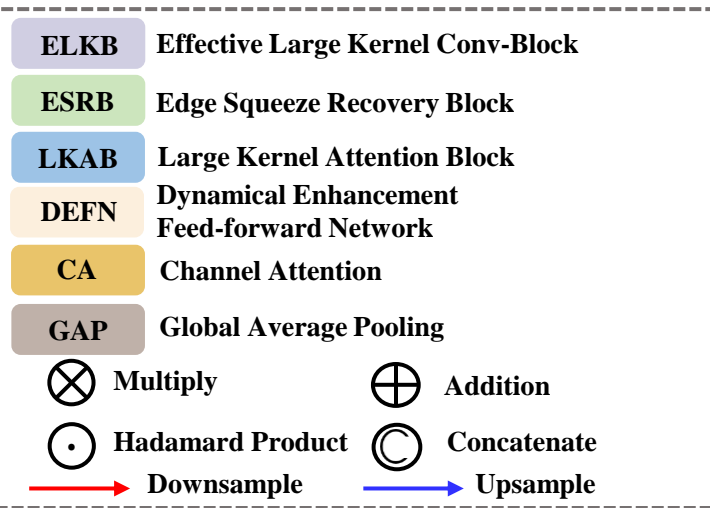 ELKB Effective Large Kernel Conv-Block
ESRB Edge Squeeze Recovery Block
LKAB Large Kernel Attention Block
DEFN Dynamical Enhancement
Feed-forward Network
CA Channel Attention
GAP Global Average Pooling
Multiply Addition
Hadamard Product C Concatenate
Downsample Upsample